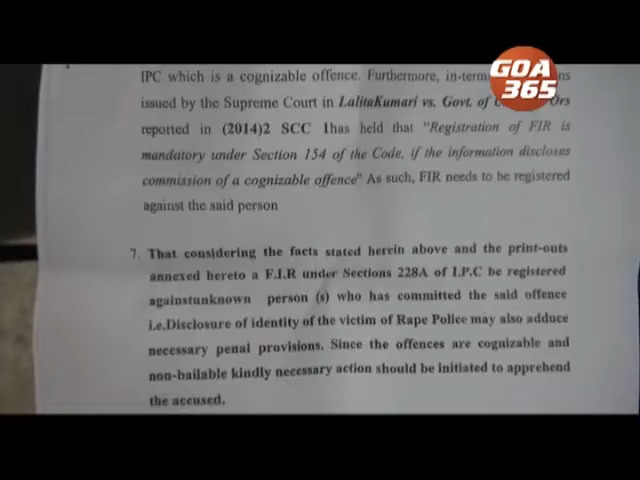 GOA
365
IPC which is a cognizable offence. Furthermore, in-term
issued by the Supreme Court in LalitaKumari vs. Govt. of Ors
reported in (2014)2 SCC 1has held that "Registration of FIR is
mandatory under Section 154 of the Code, if the information discloses
commission of a cognizable offence" As such, FIR needs to be registered
against the said person
7. That considering the facts stated herein above and the print-outs
annexed hereto a F.I.R under Sections 228A of I.P.C be registered
againstunknown person (s) who has committed the said offence
i.e.Disclosure of identity of the victim of Rape Police may also adduce
necessary penal provisions. Since the offences are cognizable and
non-bailable kindly necessary action should be initiated to apprehend
the accused.